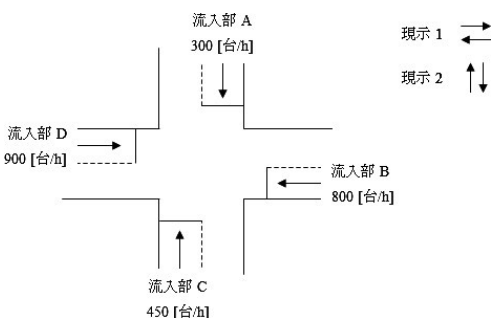 流入部 A
300 [台/h]
現示 1
現示 2
流入部 D
900 [台/h]
流入部 B
800 [台/h]
流入部 C
450 [台/h]